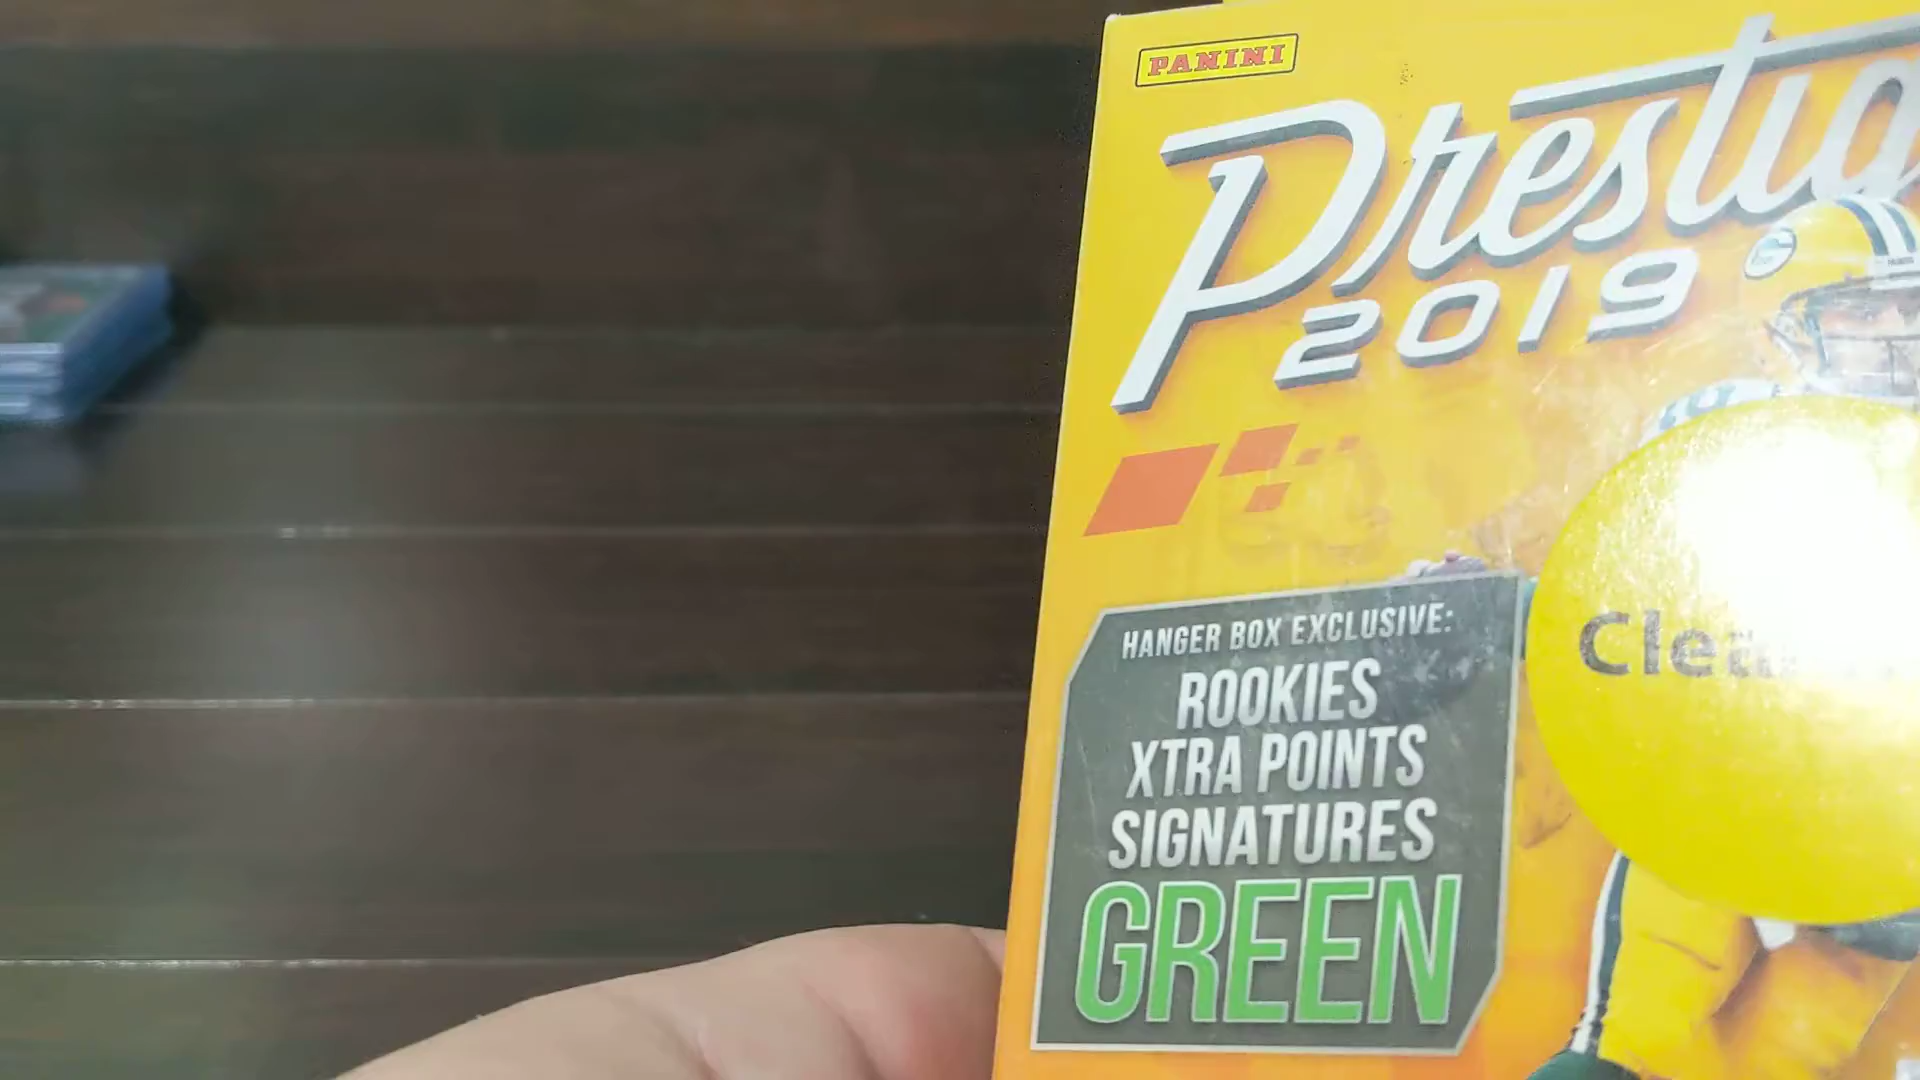 PANINI
Prestig
2019
HANGER BOX EXCLUSIVE:
ROOKIES
XTRA POINTS
SIGNATURES
GREEN